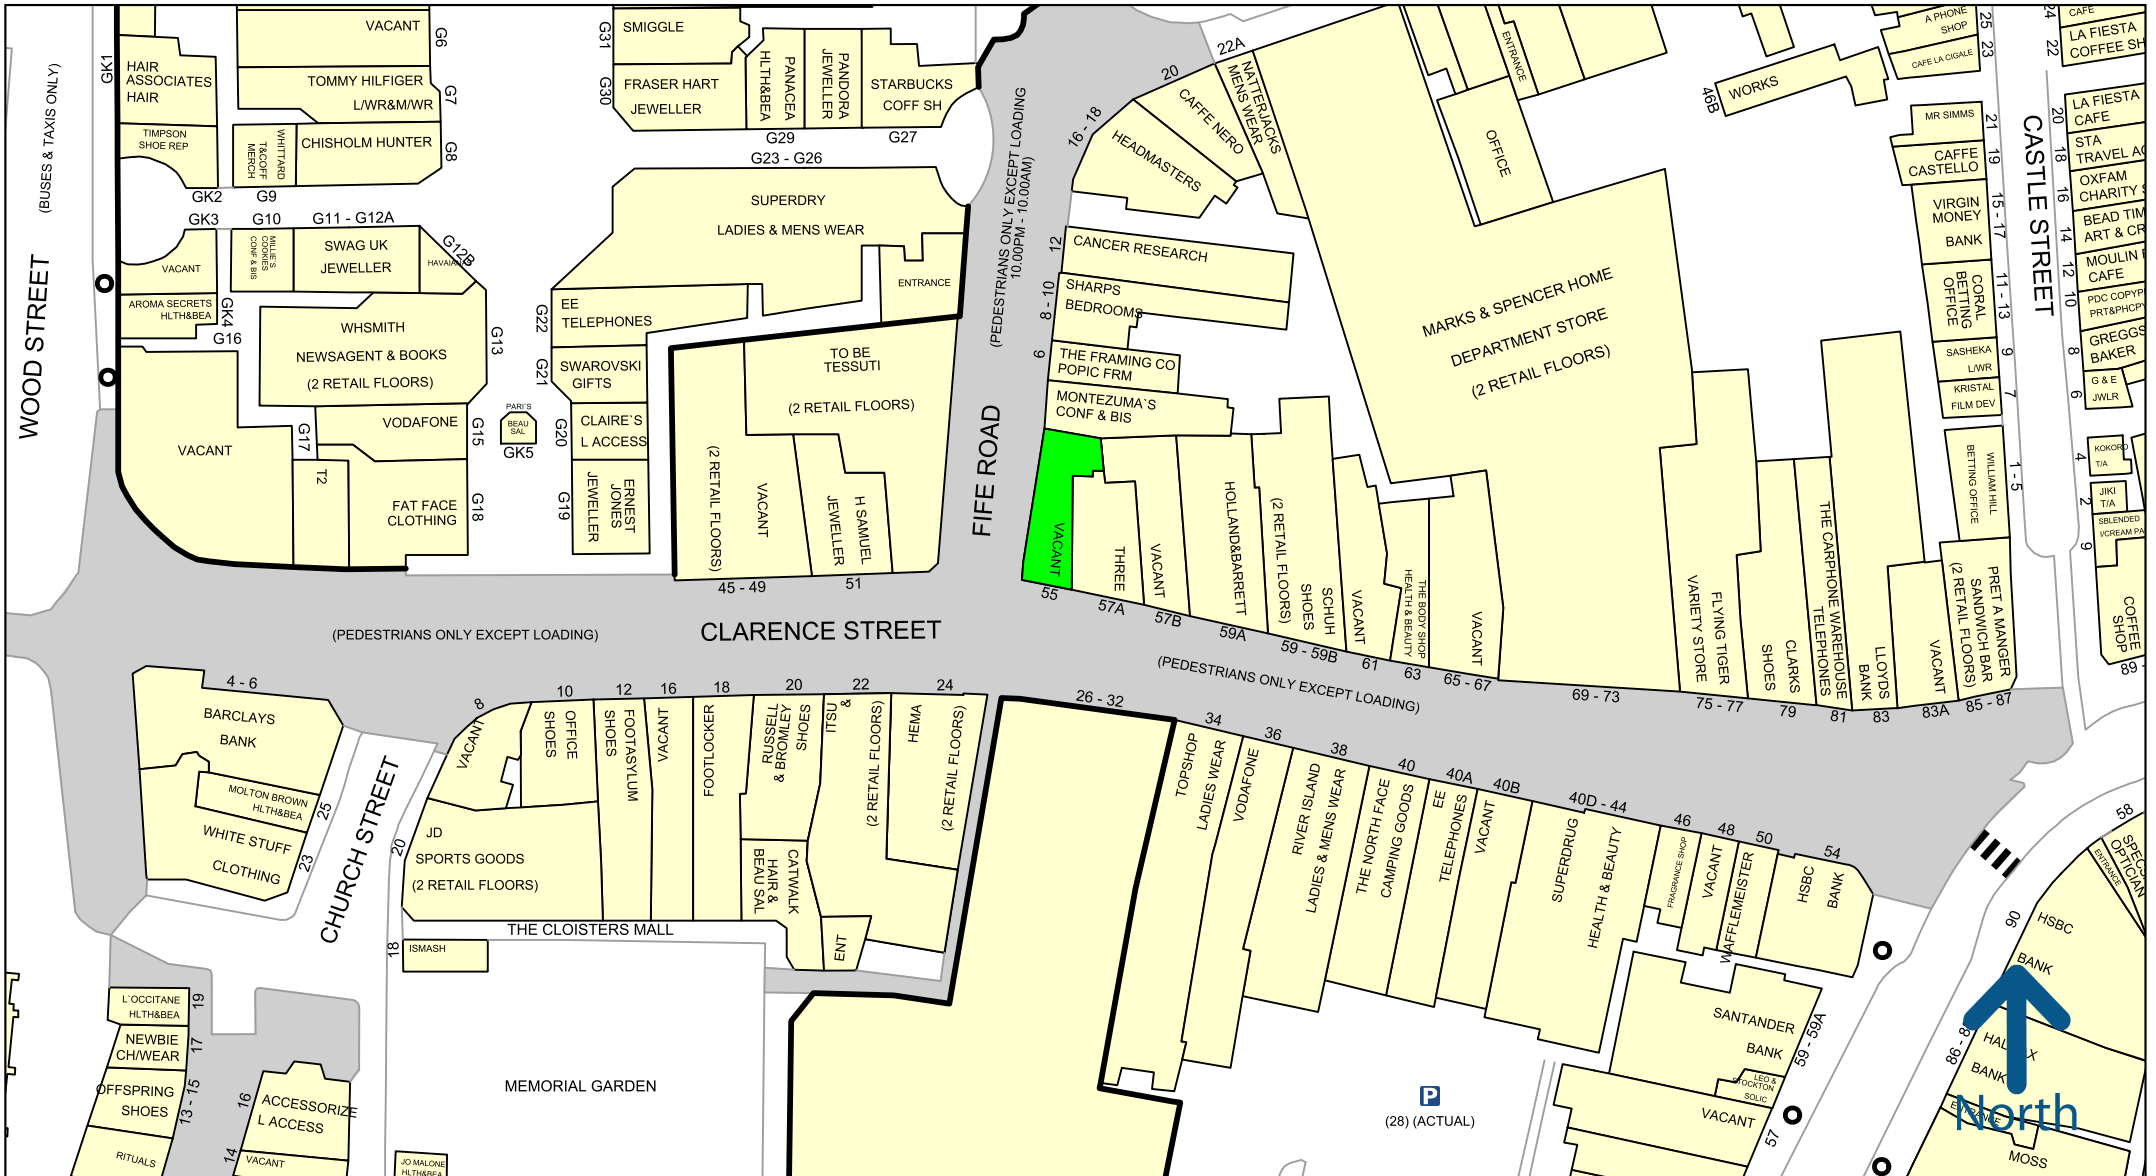 GK1
HAIR
ASSOCIATES
HAIR
TIMPSON
SHOE REP
GK2
GK3
VACANT
AROMA SECRETS
HLTH&BEA
GK4
G16
(BUSES & TAXIS ONLY)
WOOD STREET
VACANT
G6
TOMMY HILFIGER
L/WR&M/WR
G7
WHITTARD
T&COFF
MERCH
CHISHOLM HUNTER
G8
G9
G10
G11 - G12A
MILLIE'S
COOKIES
CONF & BIS
SWAG UK
JEWELLER
G12B
WHSMITH
NEWSAGENT & BOOKS
(2 RETAIL FLOORS)
G13
VACANT
G17
VODAFONE
G15
T2
FAT FACE
CLOTHING
G18
PARI'S
BEAU
SAL
GK5
G31
SMIGGLE
G30
FRASER HART
JEWELLER
PANACEA
HLTH&BEA
PANDORA
JEWELLER
STARBUCKS
COFF SH
G29
G27
G23 - G26
SUPERDRY
LADIES & MENS WEAR
ENTRANCE
G22
EE
TELEPHONES
G21
SWAROVSKI
GIFTS
G20
CLAIRE`S
L ACCESS
G19
ERNEST
JONES
JEWELLER
TO BE
TESSUTI
(2 RETAIL FLOORS)
(2 RETAIL FLOORS)
VACANT
H SAMUEL
JEWELLER
45 - 49
51
FIFE ROAD
(PEDESTRIANS ONLY EXCEPT LOADING)
10.00PM - 10.00AM)
16 - 18
20
22A
HEADMASTERS
CAFFE NERO
NATTERJACKS
MENS WEAR
12
CANCER RESEARCH
8 - 10
SHARPS
BEDROOMS
6
THE FRAMING CO
POPIC FRM
MONTEZUMA`S
CONF & BIS
VACANT
55
THREE
57A
VACANT
57B
HOLLAND&BARRETT
59A
(2 RETAIL FLOORS)
SCHUH
SHOES
59 - 59B
VACANT
61
THE BODY SHOP
HEALTH & BEAUTY
63
VACANT
65 - 67
ENTRANCE
OFFICE
MARKS & SPENCER HOME
DEPARTMENT STORE
(2 RETAIL FLOORS)
69 - 73
FLYING TIGER
VARIETY STORE
75 - 77
CLARKS
SHOES
79
THE CARPHONE WAREHOUSE
TELEPHONES
81
LLOYDS
BANK
83
VACANT
83A
PRET A MANGER
SANDWICH BAR
(2 RETAIL FLOORS)
85 - 87
46B
WORKS
A PHONE
SHOP
25
CAFE LA CIGALE
23
MR SIMMS
21
CAFFE
CASTELLO
19
VIRGIN
MONEY
BANK
15 - 17
CORAL
BETTING
OFFICE
11 - 13
SASHEKA
L/WR
9
KRISTAL
FILM DEV
7
WILLIAM HILL
BETTING OFFICE
1 - 5
CASTLE STREET
24
CAFE
22
LA FIESTA
COFFEE SH
20
LA FIESTA
CAFE
18
STA
TRAVEL AG
16
OXFAM
CHARITY S
14
BEAD TIM
ART & CR
12
MOULIN
CAFE
10
PDC COPYP
PRT&PHCP
8
GREGGS
BAKER
6
G & E
JWLR
4
KOKORO
T/A
2
JIKI
T/A
9
SBLENDED
I/CREAM PA
COFFEE
SHOP
89 -
(PEDESTRIANS ONLY EXCEPT LOADING)
CLARENCE STREET
(PEDESTRIANS ONLY EXCEPT LOADING)
4 - 6
BARCLAYS
BANK
MOLTON BROWN
HLTH&BEA
25
WHITE STUFF
CLOTHING
23
CHURCH STREET
8
VACANT
10
OFFICE
SHOES
12
FOOTASYLUM
SHOES
16
VACANT
18
FOOTLOCKER
20
RUSSELL
& BROMLEY
SHOES
22
ITSU
&
(2 RETAIL FLOORS)
24
HEMA
(2 RETAIL FLOORS)
20
JD
SPORTS GOODS
(2 RETAIL FLOORS)
CATWALK
HAIR &
BEAU SAL
ENT
THE CLOISTERS MALL
18
ISMASH
MEMORIAL GARDEN
L`OCCITANE
HLTH&BEA
19
NEWBIE
CH/WEAR
17
OFFSPRING
SHOES
13 - 15
RITUALS
16
ACCESSORIZE
L ACCESS
14
VACANT
JO MALONE
HLTH&BEA
26 - 32
34
TOPSHOP
LADIES WEAR
36
VODAFONE
38
RIVER ISLAND
LADIES & MENS WEAR
40
THE NORTH FACE
CAMPING GOODS
40A
EE
TELEPHONES
40B
VACANT
40D - 44
SUPERDRUG
HEALTH & BEAUTY
46
FRAGRANCE SHOP
48
VACANT
50
WAFFLEMEISTER
54
HSBC
BANK
SANTANDER
BANK
59 - 59A
LEO &
STOCKTON
SOLIC
VACANT
57
P
(28) (ACTUAL)
58
ENTRANCE
90
HSBC
BANK
86 - 8
BANK
ENTRANCE
MOSS
North